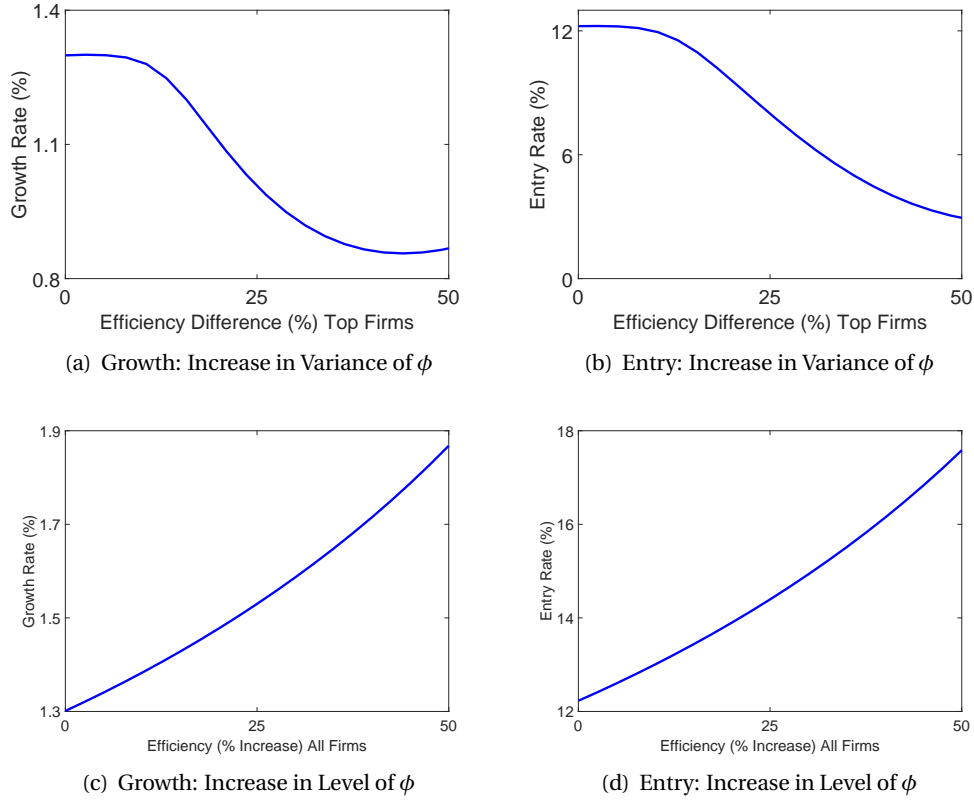 1.4
1.1
0.8
Growth Rate (%)
0
25
50
Efficiency Difference (%) Top Firms
(a) Growth: Increase in Variance of ϕ
12
6
0
Entry Rate (%)
0
25
50
Efficiency Difference (%) Top Firms
(b) Entry: Increase in Variance of ϕ
1.9
1.7
1.5
1.3
Growth Rate (%)
0
25
50
Efficiency (% Increase) All Firms
(c) Growth: Increase in Level of ϕ
18
16
14
12
Entry Rate (%)
0
25
50
Efficiency (% Increase) All Firms
(d) Entry: Increase in Level of ϕ